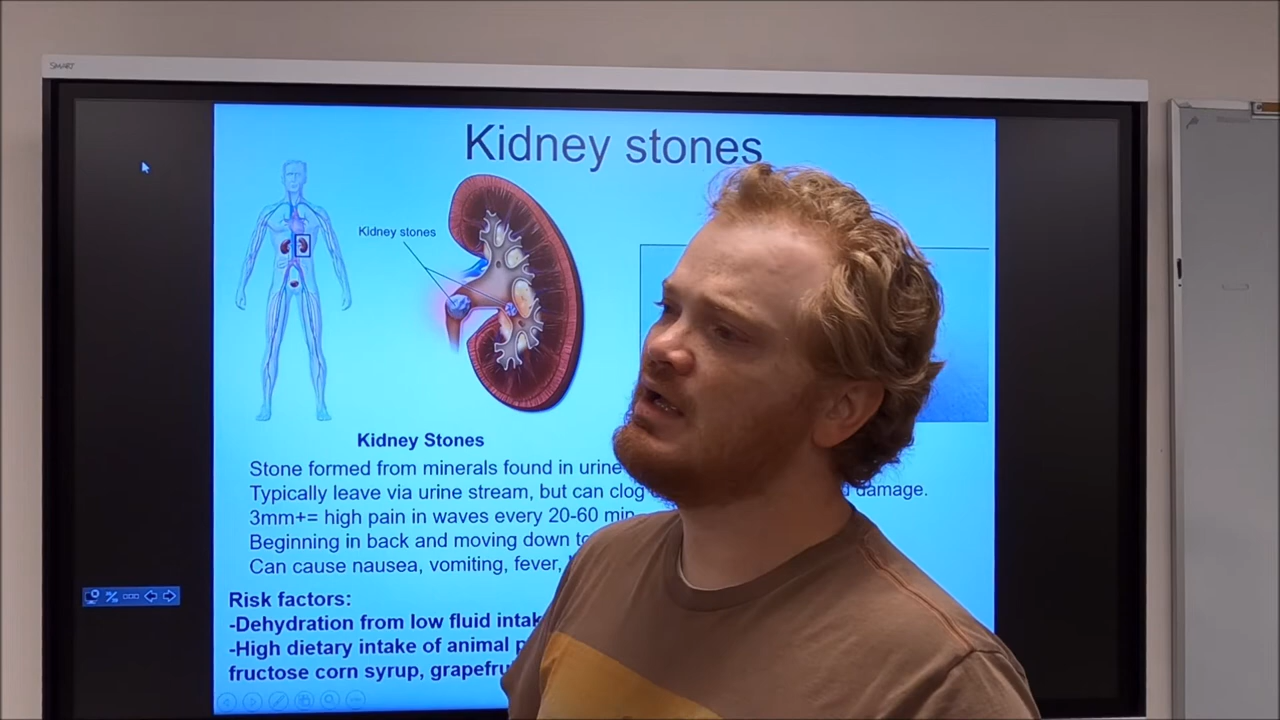 SMART
Kidney stones
Kidney stones
Kidney Stones
Stone formed from minerals found in urine
Typically leave via urine stream, but can clog damage.
3mm+= high pain in waves every 20-60 min
Beginning in back and moving down to
Can cause nausea, vomiting, fever,
Risk factors:
-Dehydration from low fluid
-High dietary intake of animal
fructose corn syrup,